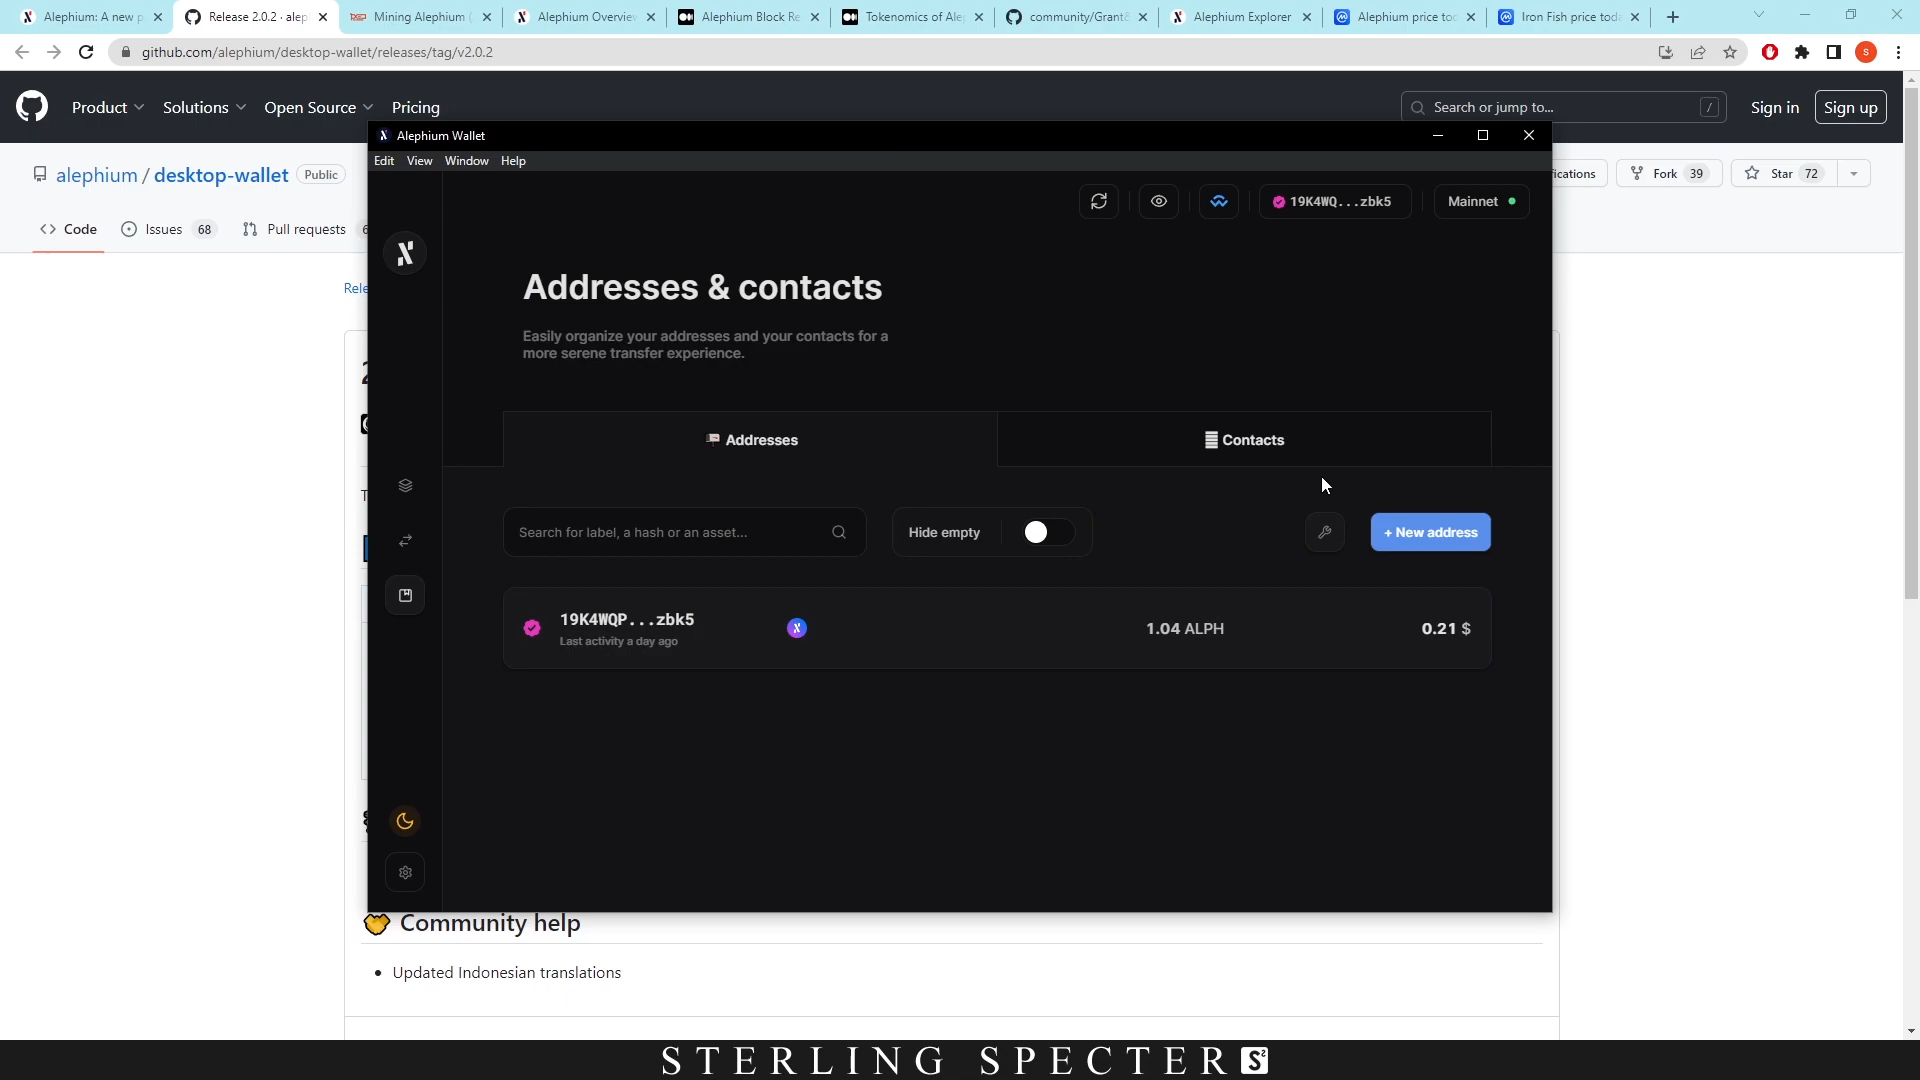 Alephium: A new p
Release 2.0.2 · alep
Mining Alephium (
Alephium Overvie
Alephium Block Re
Tokenomics of Ale
community/Grant&
Alephium Explorer
Alephium price too
Iron Fish price toda
github.com/alephium/desktop-wallet/releases/tag/v2.0.2
S
Product
Solutions
Open Source
Pricing
Search or jump to...
/
Sign in
Sign up
Alephium Wallet
alephium / desktop-wallet
Public
Edit
View
Window
Help
Fork 39
Star 72
Code
Issues 68
Pull requests
19K4WQ...zbk5
Mainnet
Addresses & contacts
Easily organize your addresses and your contacts for a
more serene transfer experience.
Addresses
Contacts
Search for label, a hash or an asset...
Hide empty
+ New address
19K4WQP...zbk5
Last activity a day ago
1.04 ALPH
0.21 $
Community help
Updated Indonesian translations
STERLING SPECTER